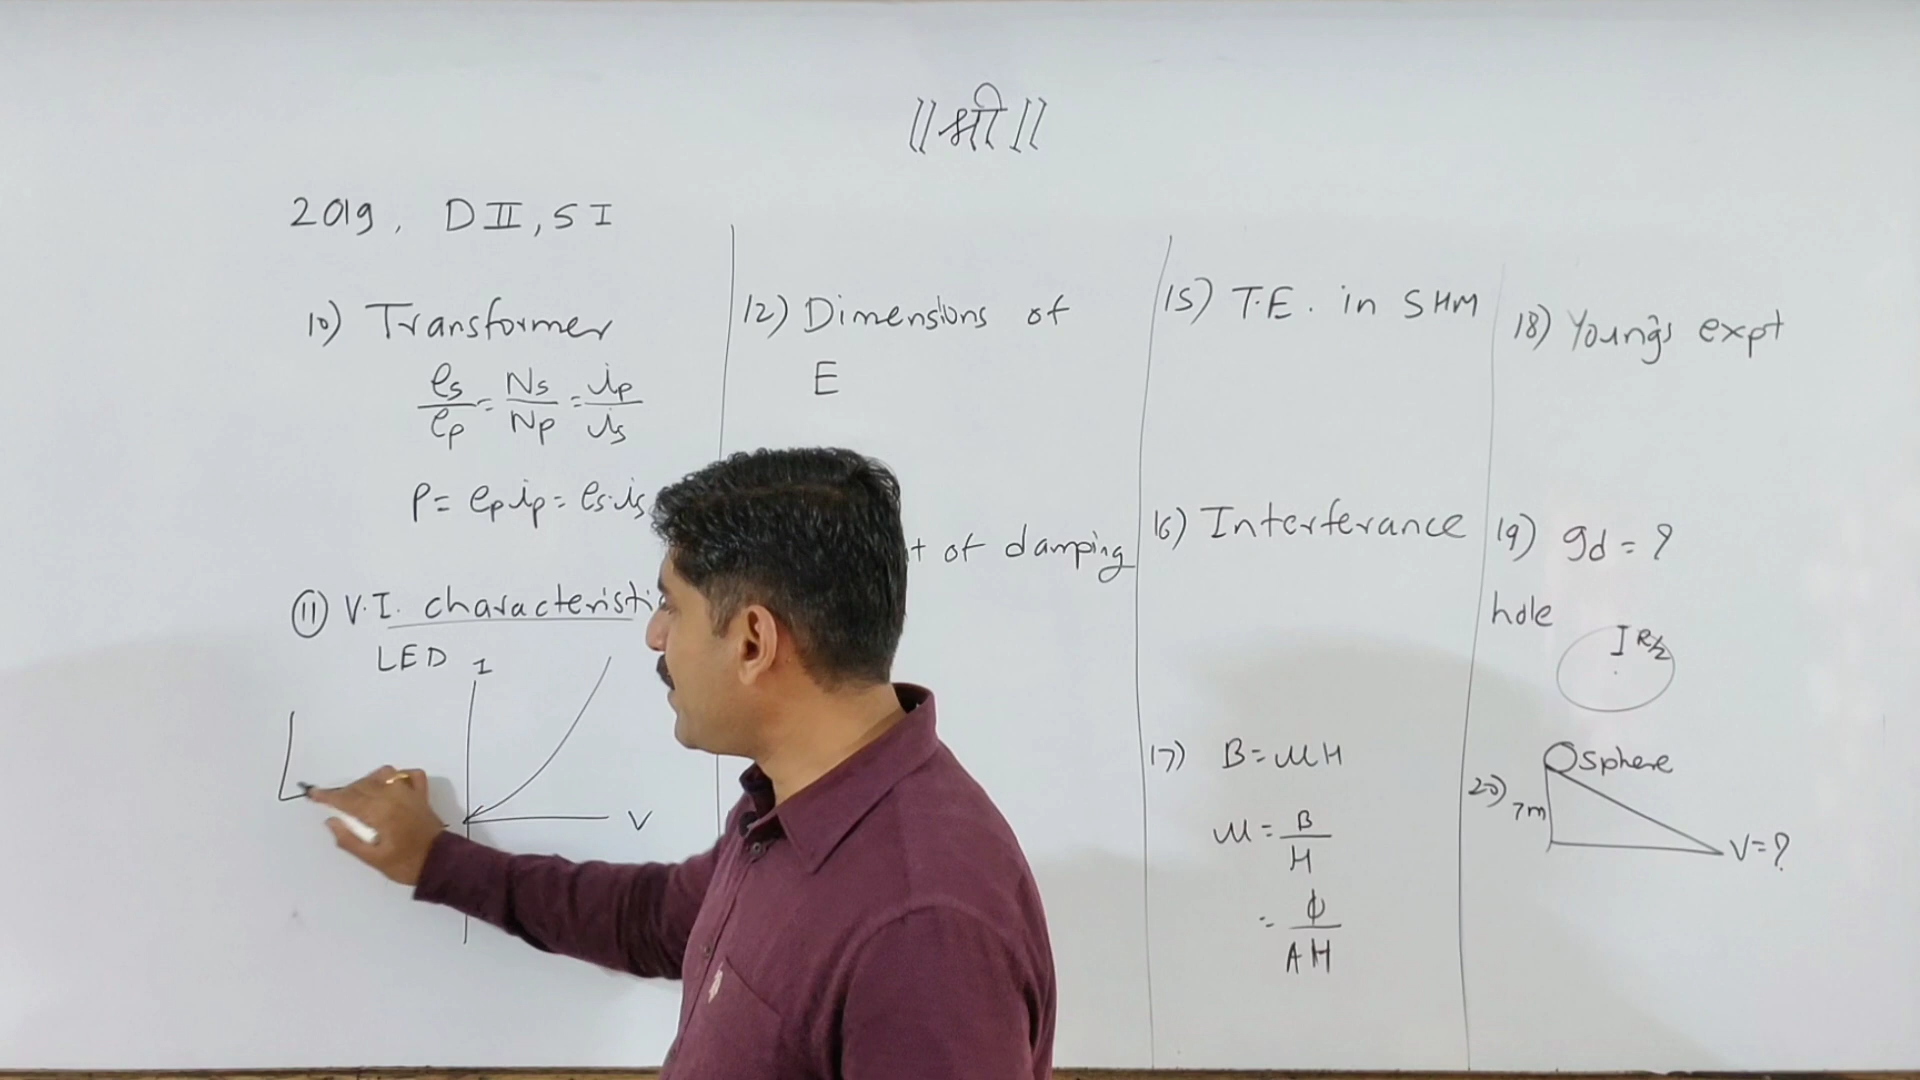 ||श्री||
2019, D II, S I
10) Transformer
es/ep = Ns/Np = ip/is
P = ep ip = es.is
11) V.I. characteristi
LED
I
V
12) Dimensions of
E
t of damping
15) T.E. in SHM
16) Interferance
17) B = μH
μ = B/H
= ϕ/AH
18) Young's expt
19) gd = ?
hole
I R/2
20) sphere
7m
V = ?